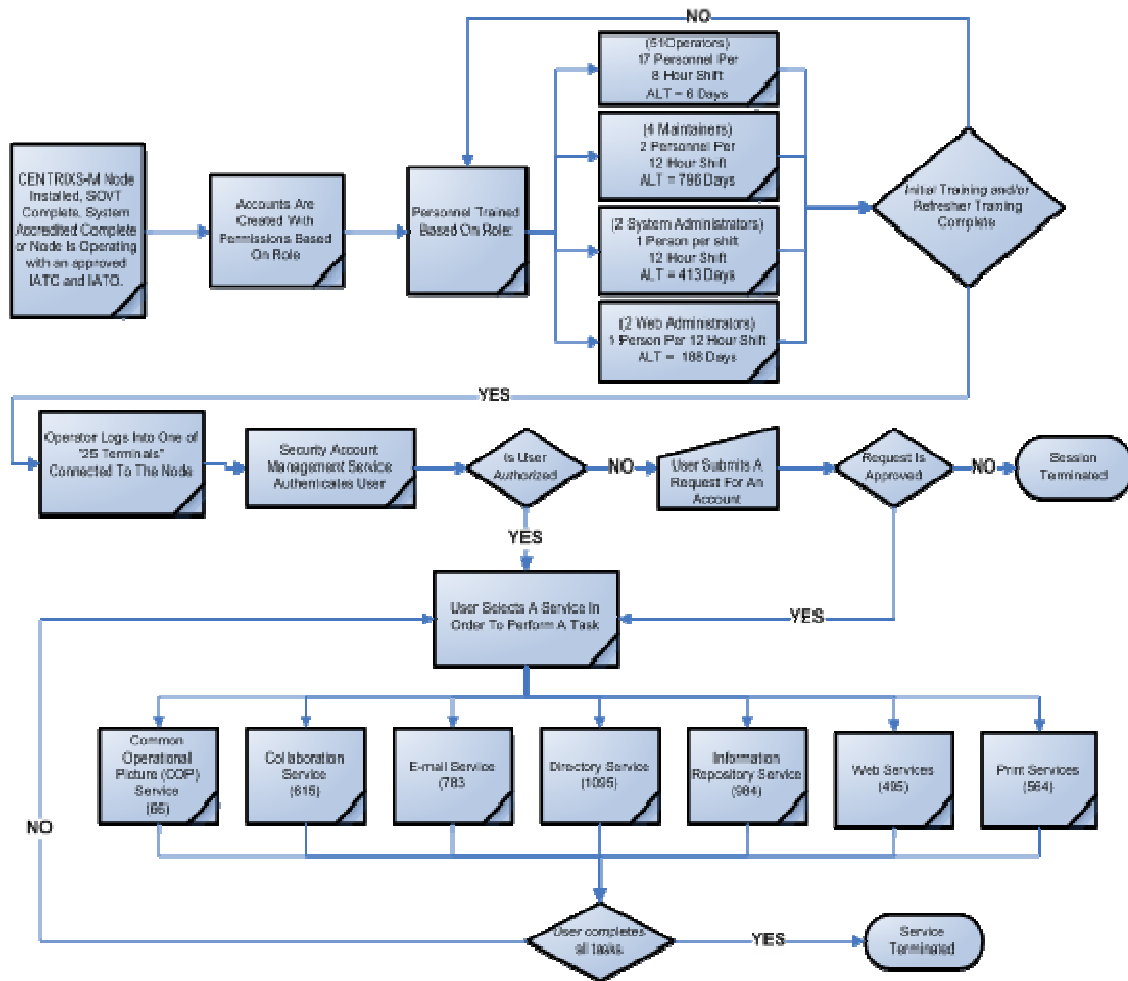 NO
(51Operators)
17 Personnel Per
8 Hour Shift
ALT = 6 Days
(4 Maintainers)
2 Personnel Per
12 Hour Shift
ALT = 796 Days
(2 System Administrators)
1 Person per shift
12 Hour Shift
ALT = 413 Days
(2 Web Administrators)
1 Person Per 12 Hour Shift
ALT = 188 Days
CENTRIXS-M Node
Installed, SOVT
Complete, System
Accredited Complete
or Node Is Operating
with an approved
IATC and IATO.
Accounts Are
Created With
Permissions Based
On Role
Personnel Trained
Based On Role:
Initial Training and/or
Refresher Training
Complete
YES
Operator Logs Into One of
"25 Terminals"
Connected To The Node
Security Account
Management Service
Authenticates User
Is User
Authorized
NO
User Submits A
Request For An
Account
Request Is
Approved
NO
Session
Terminated
YES
User Selects A Service In
Order To Perform A Task
YES
Common
Operational
Picture (COP)
Service
(66)
Collaboration
Service
(615)
E-mail Service
(783
Directory Service
(1095)
Information
Repository Service
(984)
Web Services
(495)
Print Services
(564)
NO
User completes
all tasks
YES
Service
Terminated